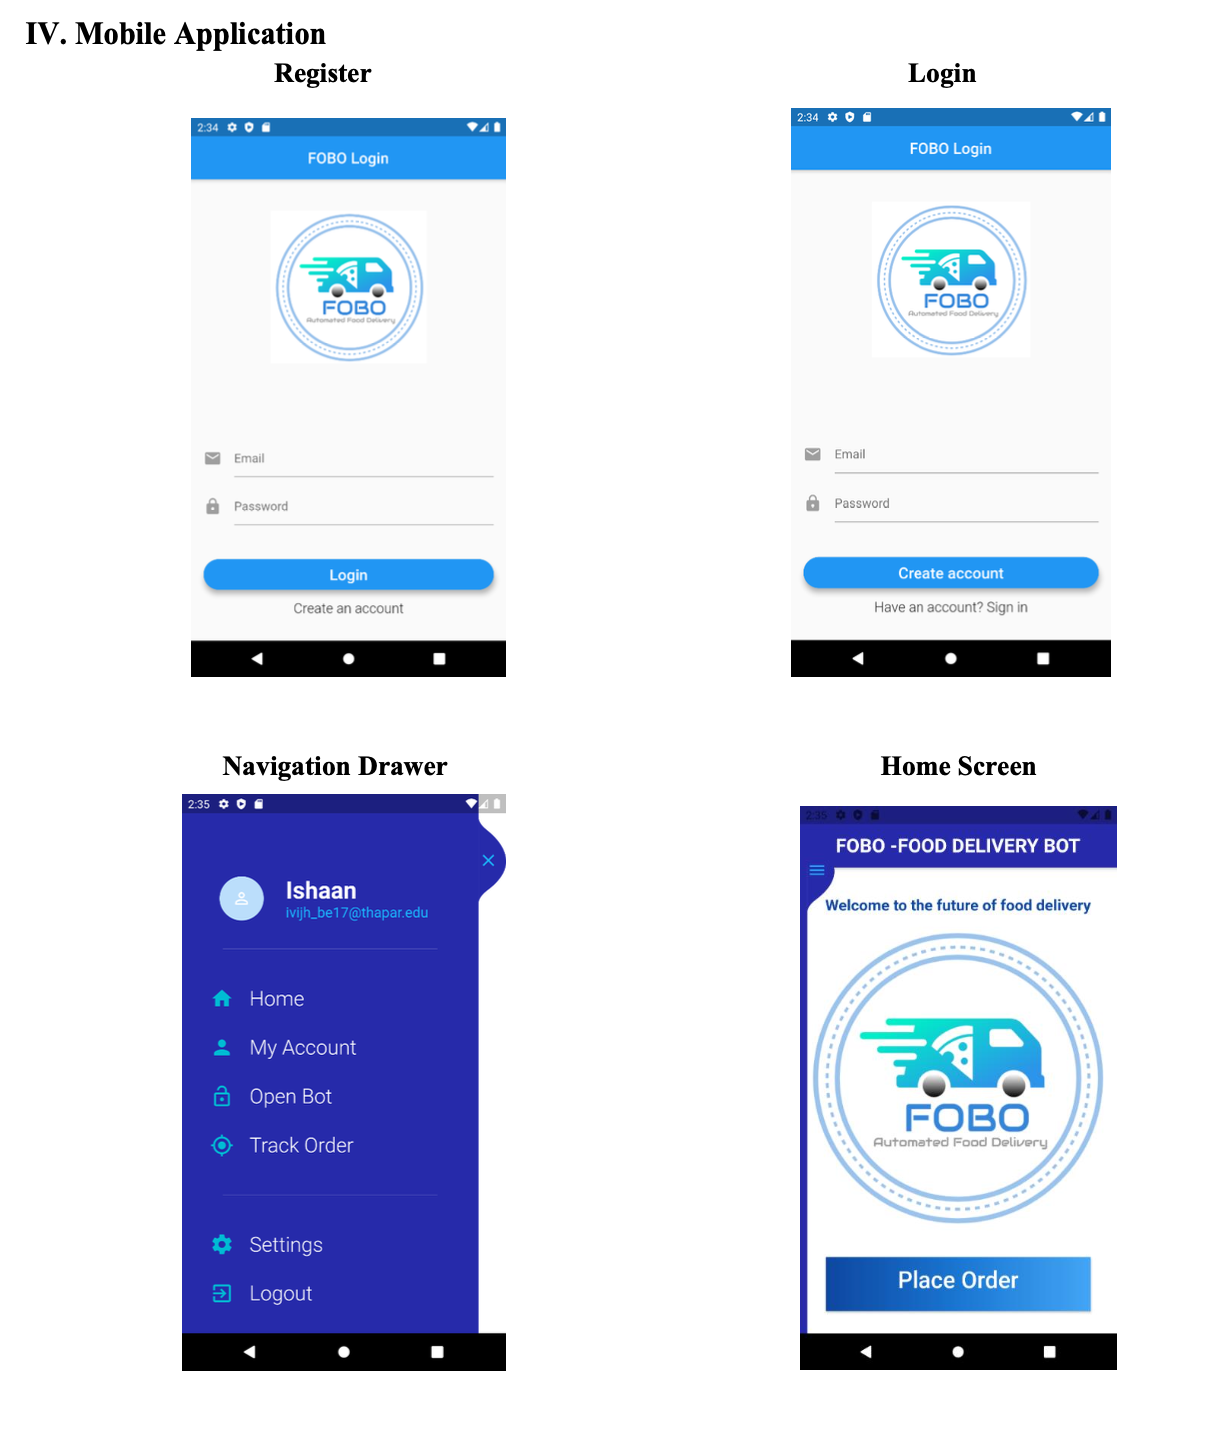 IV. Mobile Application
Register
2:34
FOBO Login
FOBO
Automated Food Delivery
Email
Password
Login
Create an account
Login
2:34
FOBO Login
FOBO
Automated Food Delivery
Email
Password
Create account
Have an account? Sign in
Navigation Drawer
2:35
Ishaan
ivijh_be17@thapar.edu
Home
My Account
Open Bot
Track Order
Settings
Logout
Home Screen
2:35
FOBO -FOOD DELIVERY BOT
Welcome to the future of food delivery
FOBO
Automated Food Delivery
Place Order